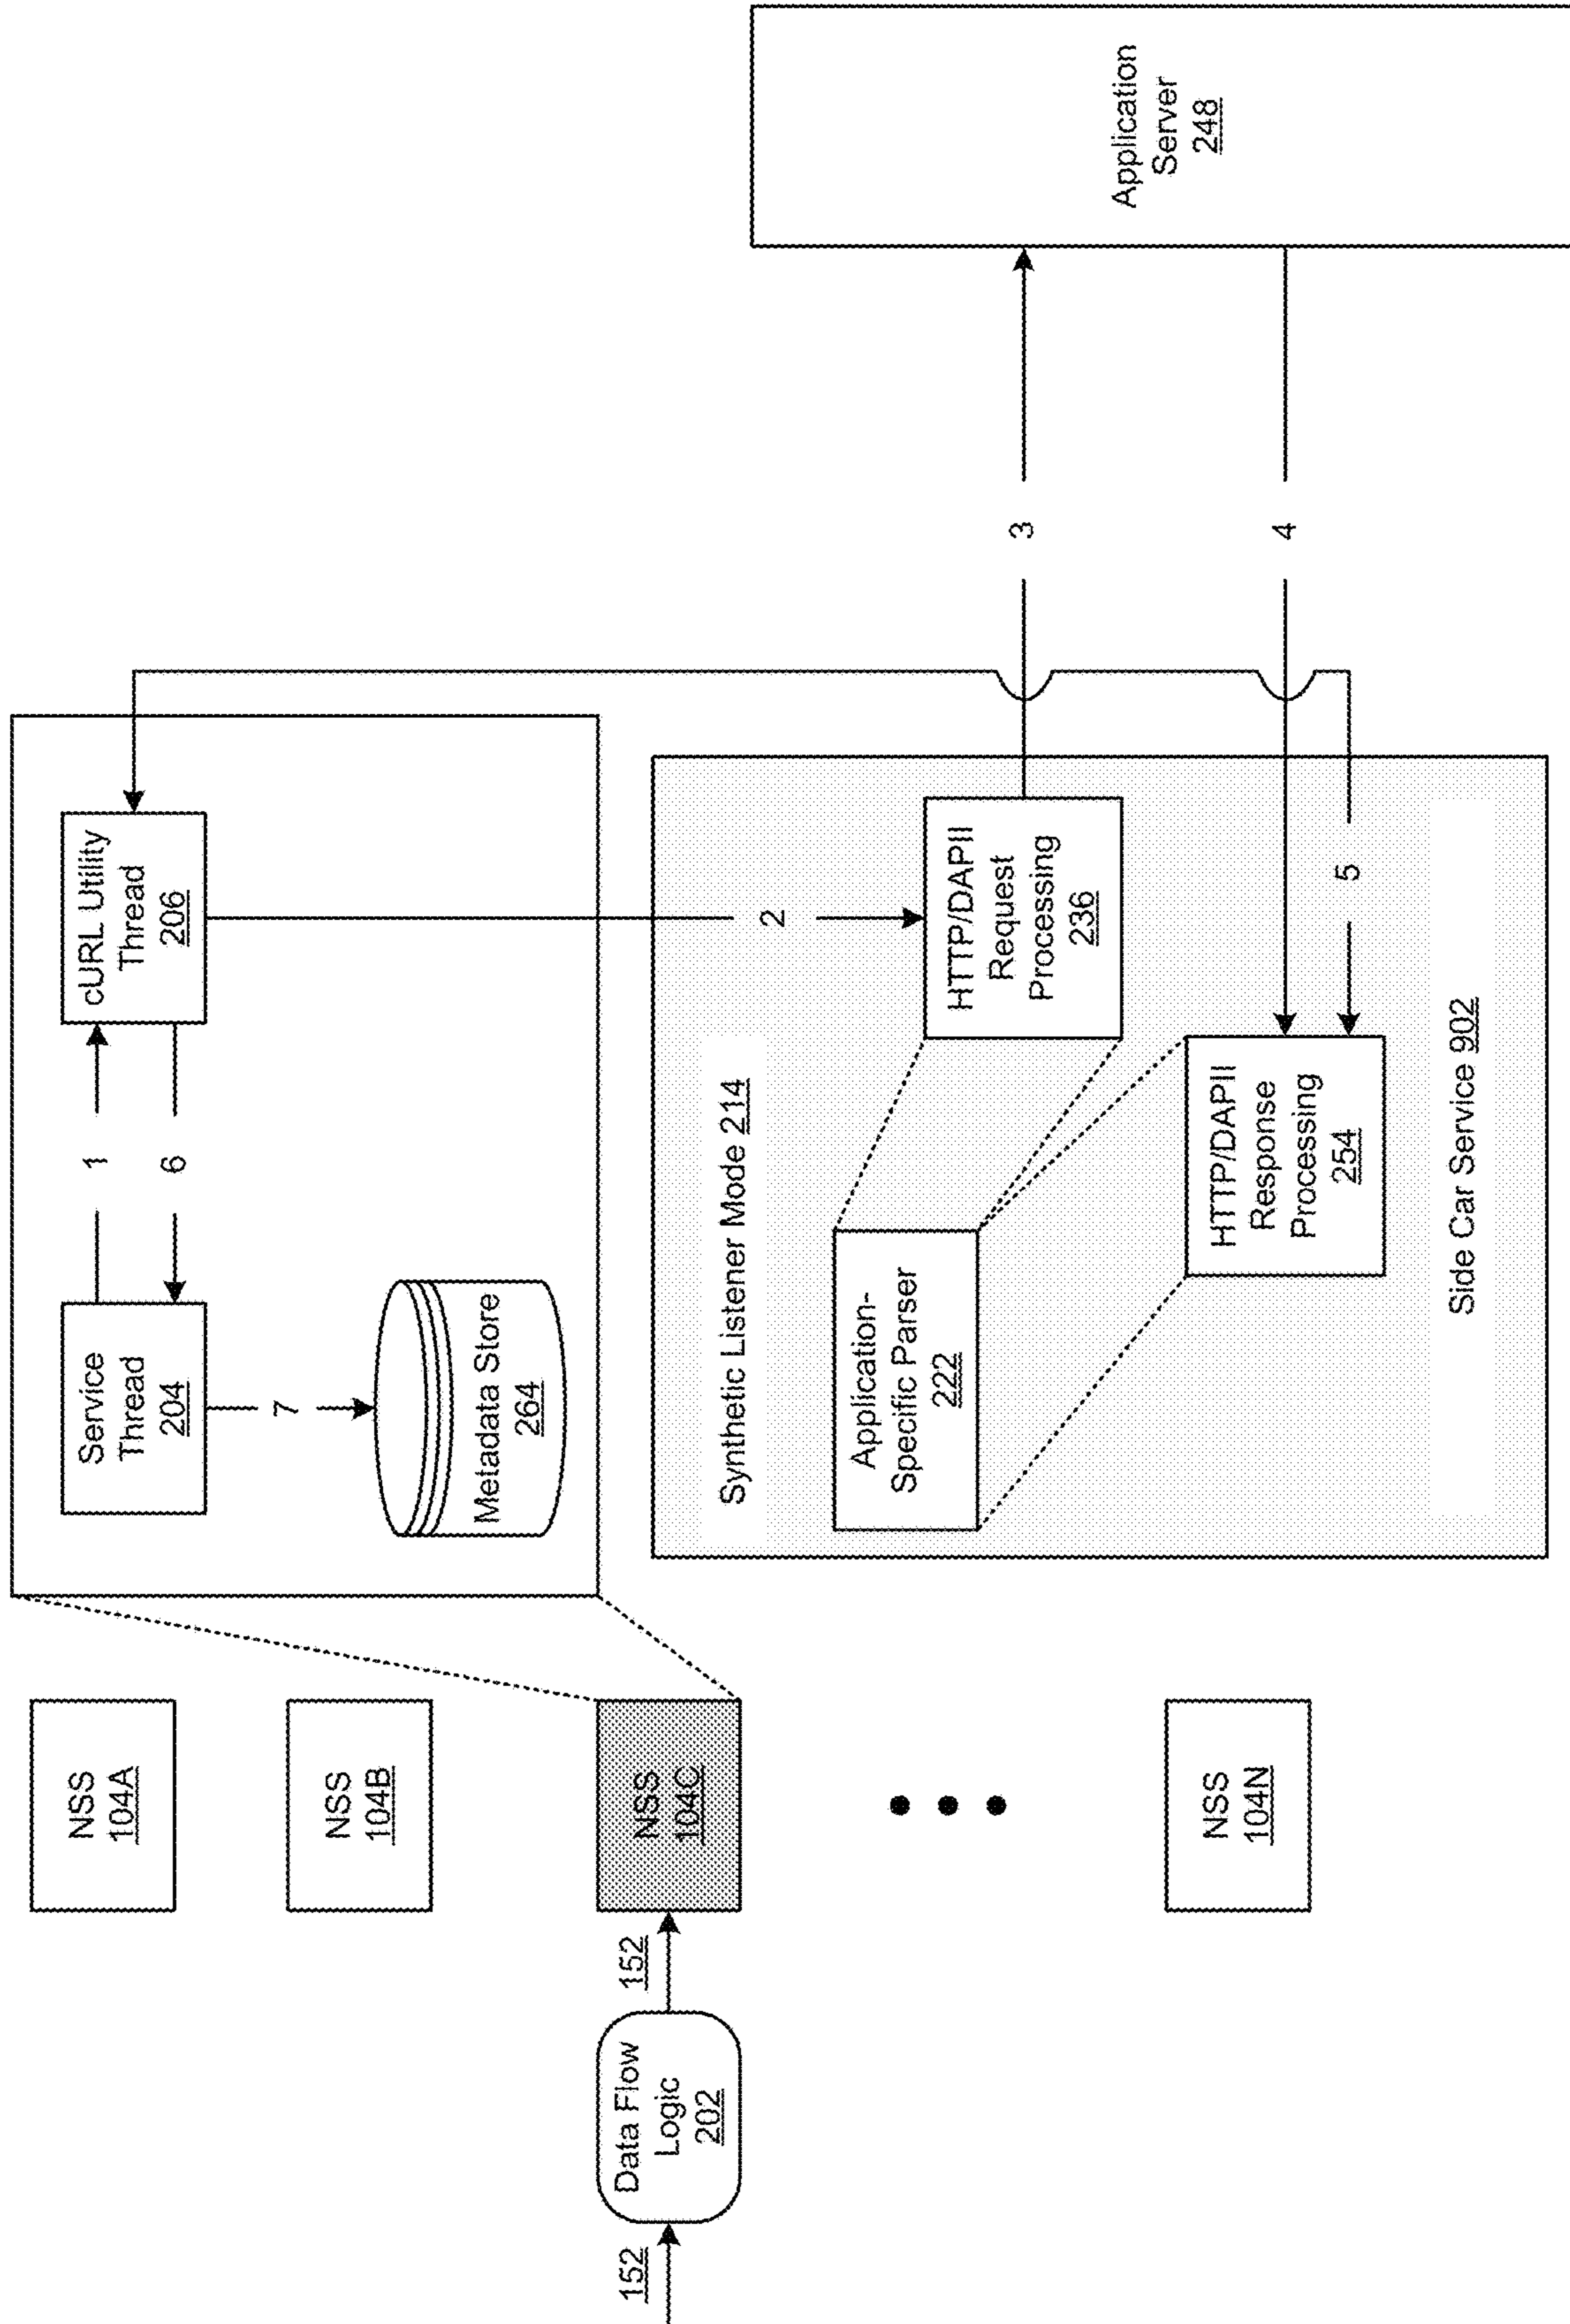 152
Data Flow
Logic
202
152
NSS
104A
NSS
104B
NSS
104C
NSS
104N
Service
Thread
204
1
6
cURL Utility
Thread
206
7
Metadata Store
264
2
Synthetic Listener Mode 214
Application-
Specific Parser
222
HTTP/DAPII
Request
Processing
236
HTTP/DAPII
Response
Processing
254
5
Side Car Service 902
3
4
Application
Server
248